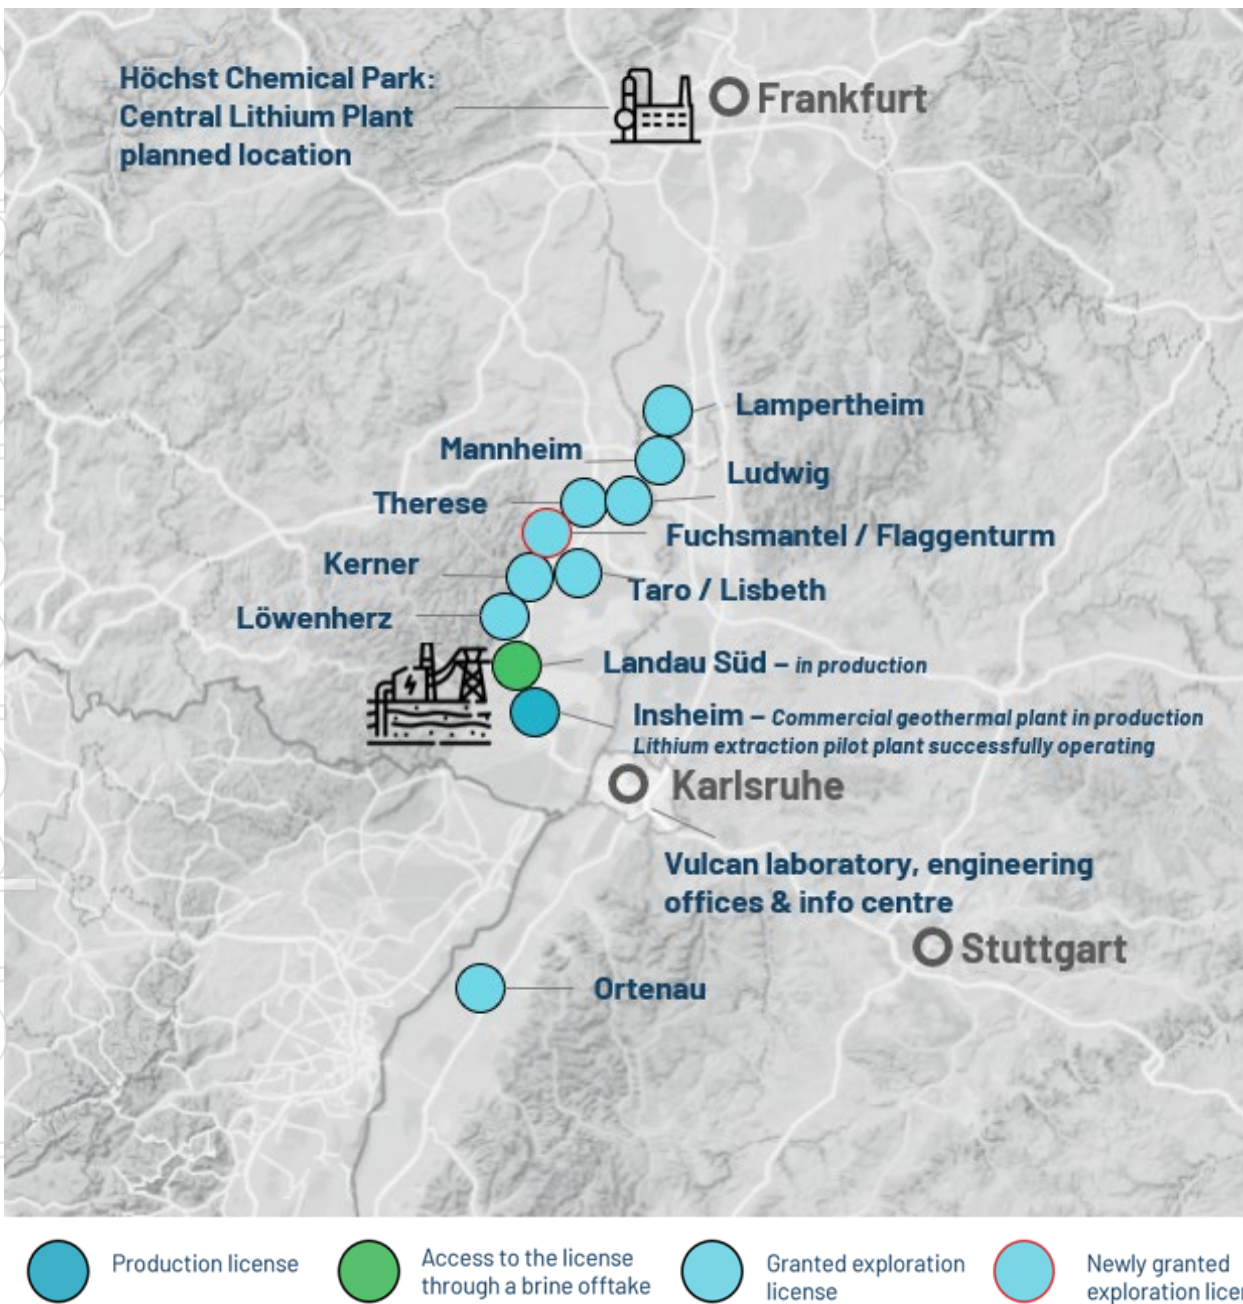 Höchst Chemical Park:
Central Lithium Plant
planned location
Frankfurt
Lampertheim
Mannheim
Ludwig
Therese
Fuchsmantel / Flaggenturm
Kerner
Taro / Lisbeth
Löwenherz
Landau Süd – in production
Insheim – Commercial geothermal plant in production
Lithium extraction pilot plant successfully operating
Karlsruhe
Vulcan laboratory, engineering
offices & info centre
Stuttgart
Ortenau
Production license
Access to the license
through a brine offtake
Granted exploration
license
Newly granted
exploration